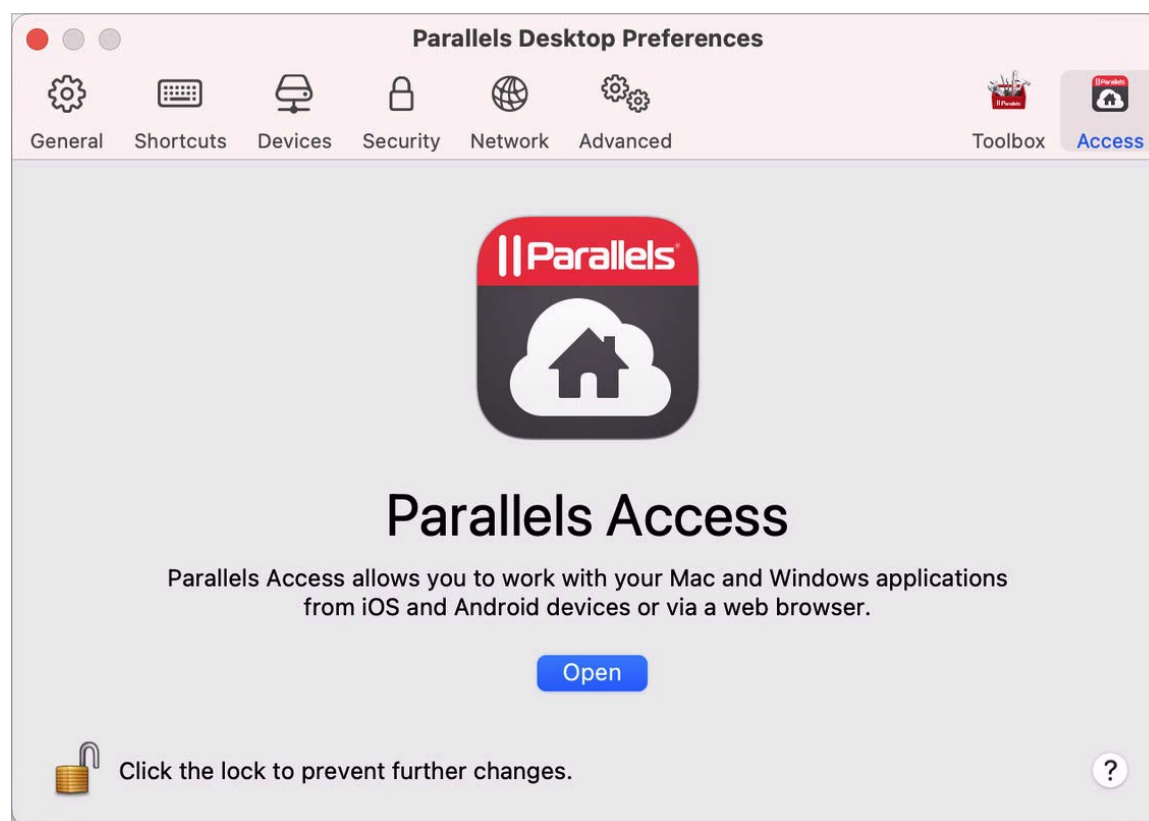 Parallels Desktop Preferences
General Shortcuts Devices Security Network Advanced Toolbox Access
Parallels
Parallels Access
Parallels Access allows you to work with your Mac and Windows applications
from iOS and Android devices or via a web browser.
Open
Click the lock to prevent further changes.
?